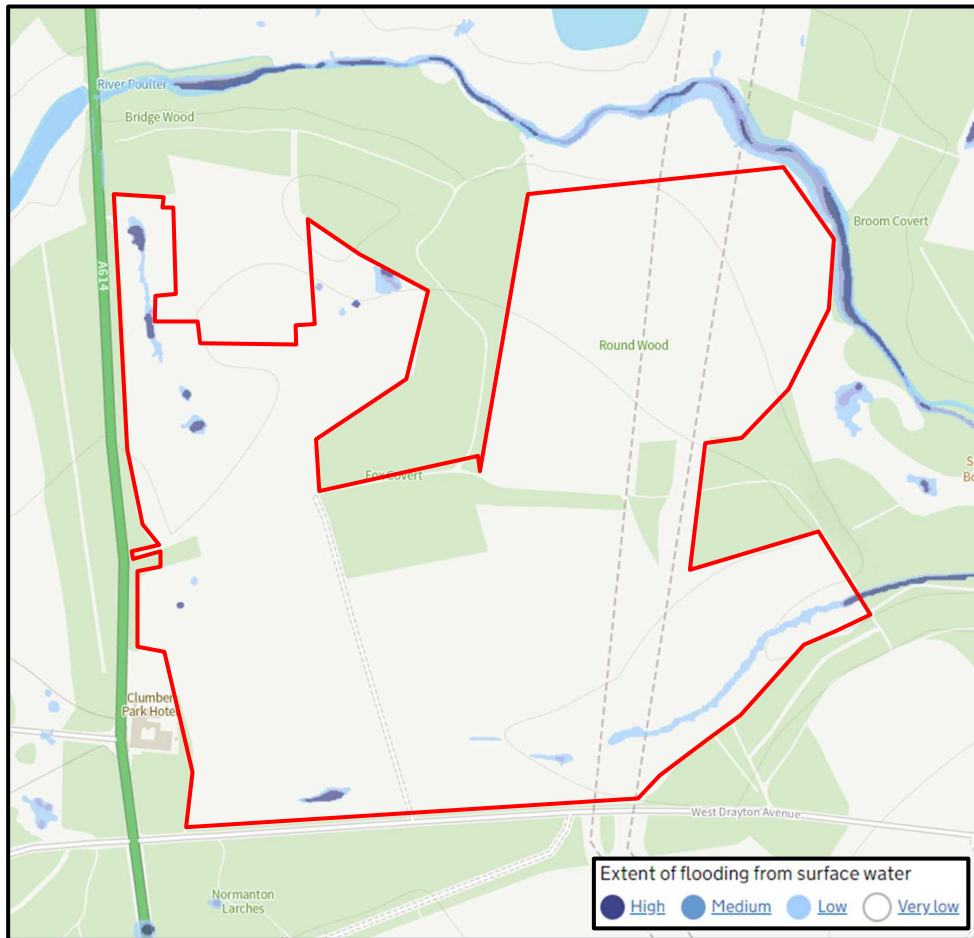 River Poulter
Bridge Wood
A614
Broom Covert
Round Wood
Fox Covert
S
Bo
Clumber
Park Hotel
West Drayton Avenue
Normanton
Larches
Extent of flooding from surface water
High Medium Low Very low